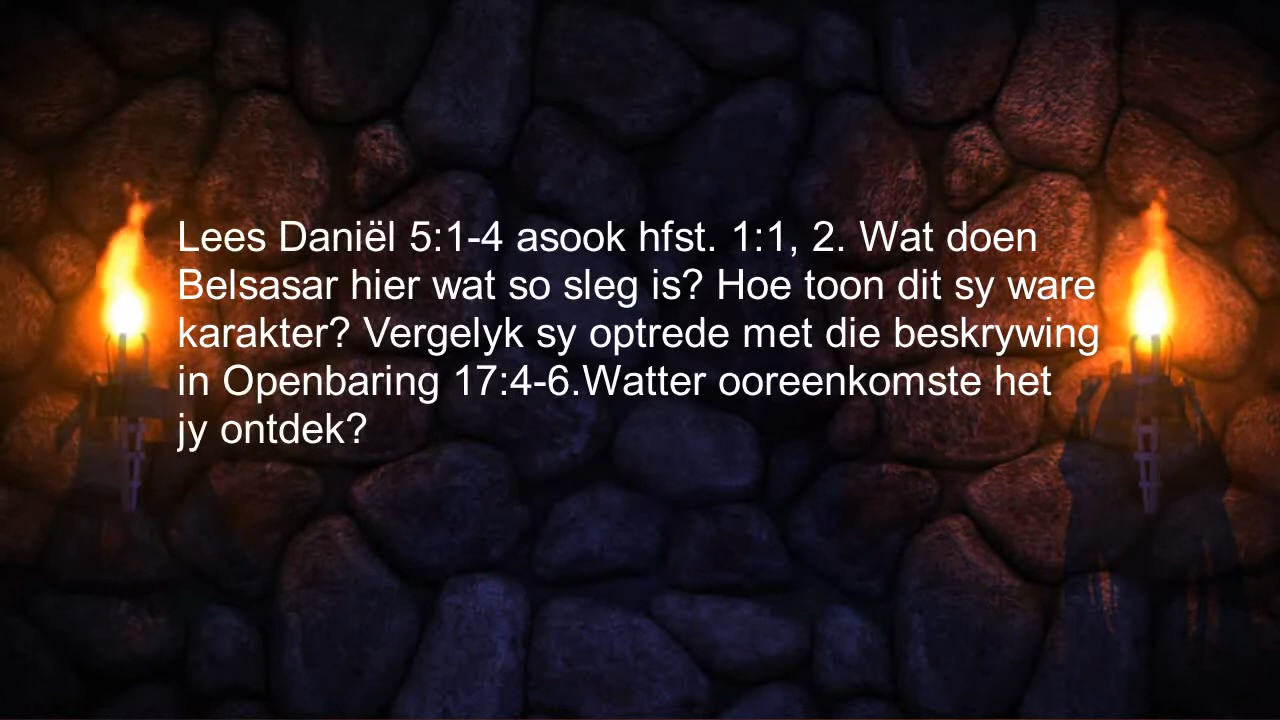 Lees Daniël 5:1-4 asook hfst. 1:1, 2. Wat doen
Belsasar hier wat so sleg is? Hoe toon dit sy ware
karakter? Vergelyk sy optrede met die beskrywing
in Openbaring 17:4-6.Watter ooreenkomste het
jy ontdek?